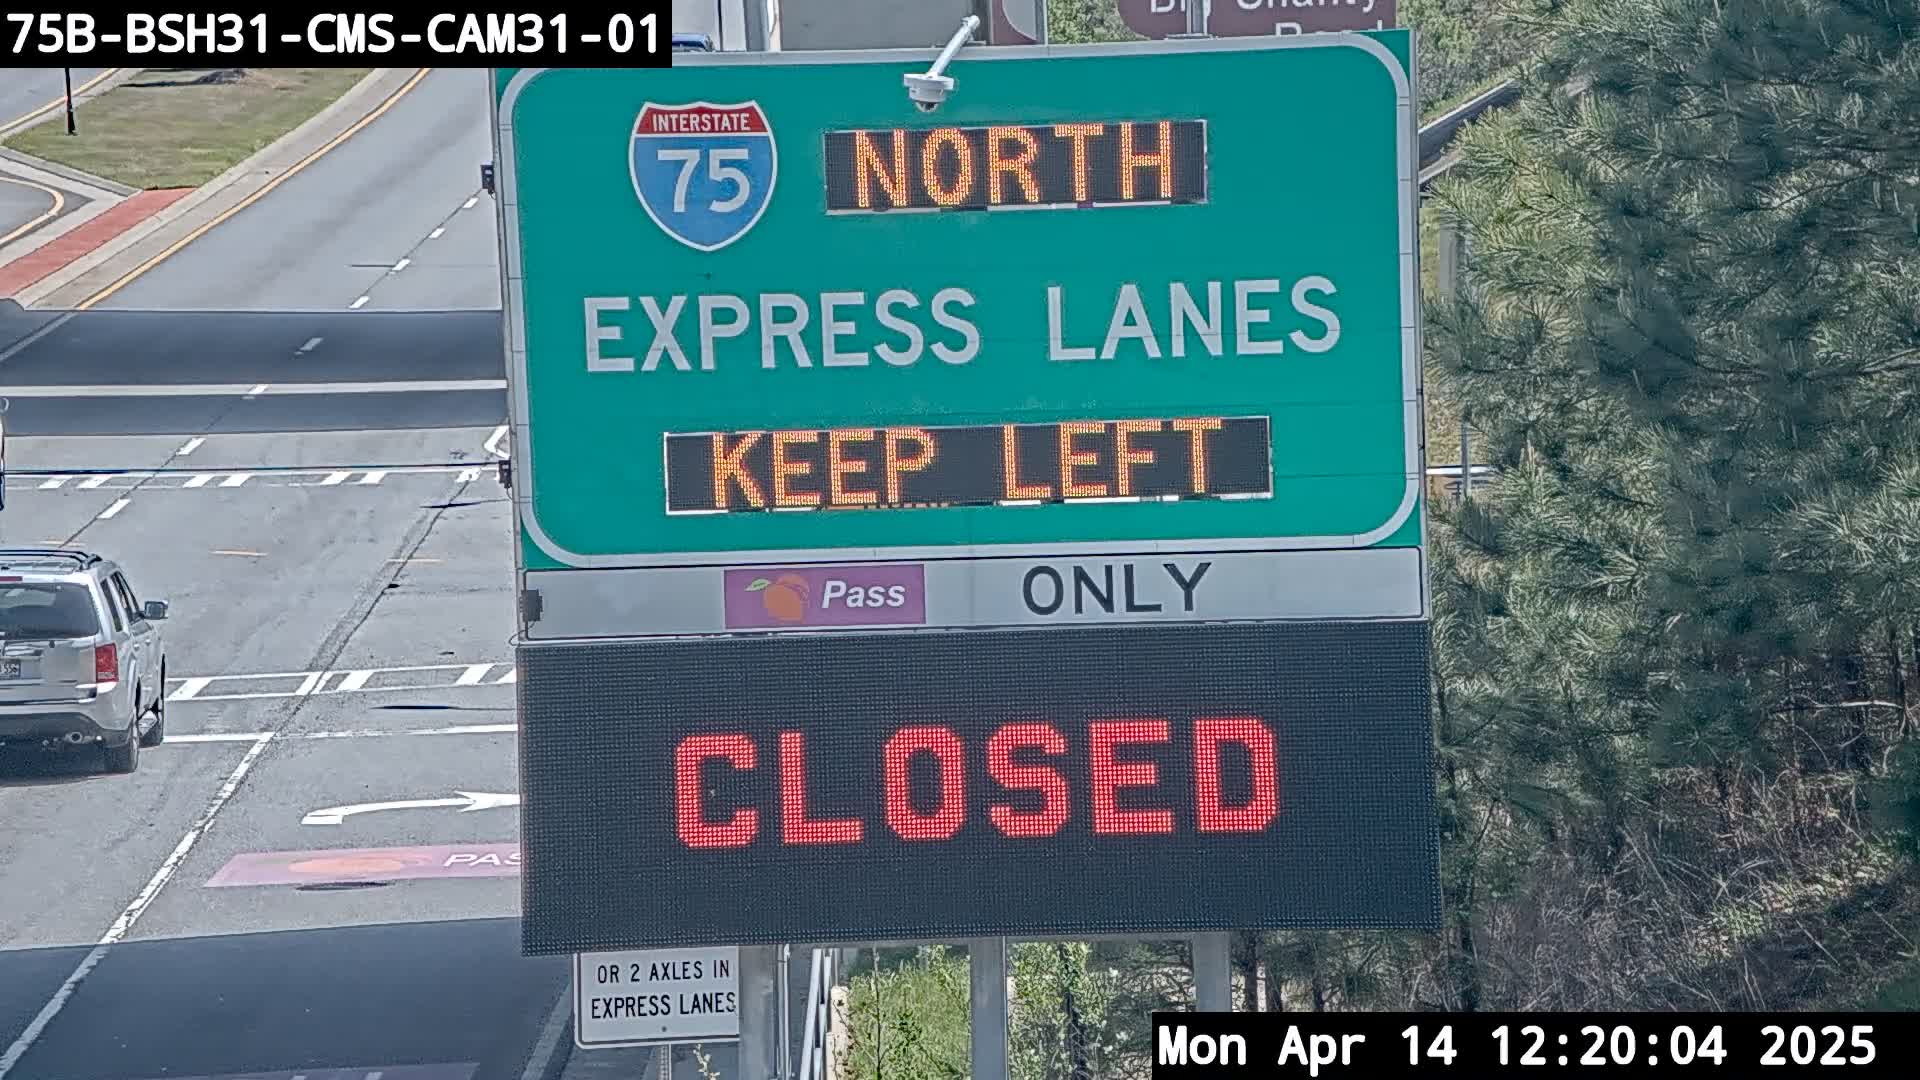 75B-BSH31-CMS-CAM31-01
INTERSTATE
75
NORTH
EXPRESS LANES
KEEP LEFT
Pass ONLY
CLOSED
OR 2 AXLES IN
EXPRESS LANES
Mon Apr 14 12:20:04 2025